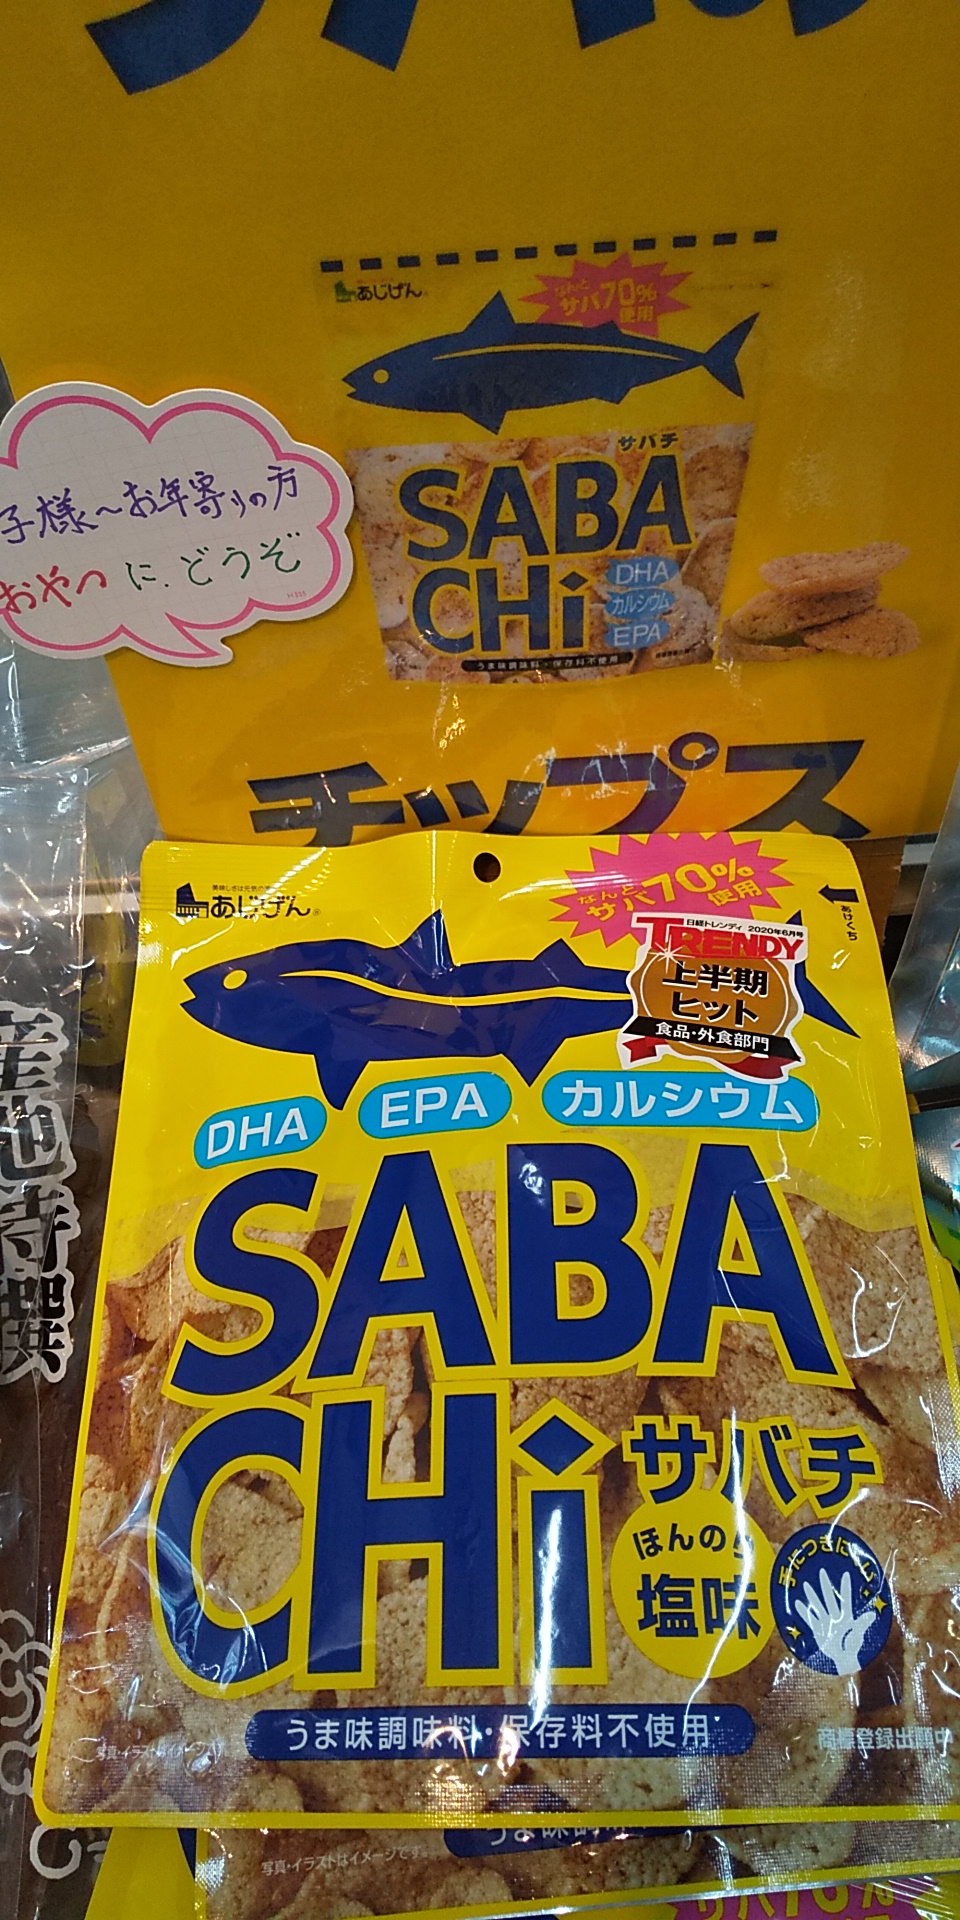 あじげん
なんと
サバ70%
使用
サバチ
SABA
CHi
DHA
カルシウム
EPA
うま味調味料・保存料不使用
子様～お年寄りの方
おやつに.どうぞ
チップス
あじげん
なんと
サバ70%
使用
あけくち
日経トレンディ 2020年6月号
TRENDY
上半期
ヒット
食品・外食部門
DHA
EPA
カルシウム
SABA
CHi
サバチ
ほんのり
塩味
手につきにくい
うま味調味料・保存料不使用
商標登録出願中
写真・イラストはイメージです